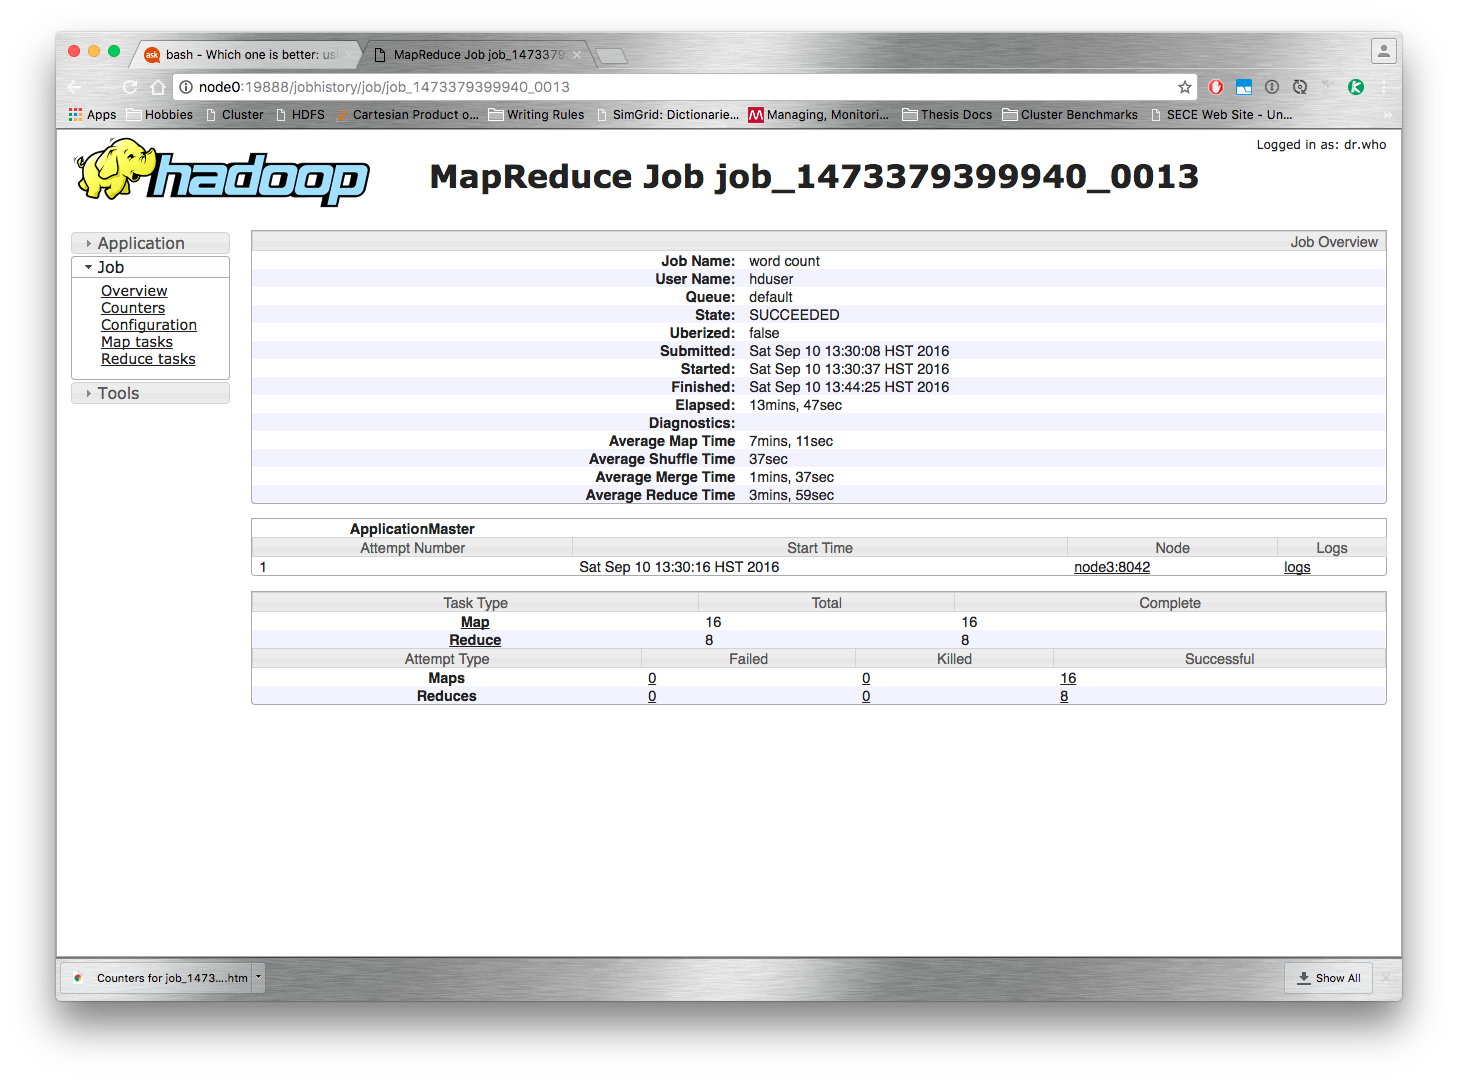 ask bash - Which one is better: us
MapReduce Job job_1473379
node0:19888/jobhistory/job/job_1473379399940_0013
Apps Hobbies Cluster HDFS Cartesian Product o... Writing Rules SimGrid: Dictionarie... Managing, Monitori... Thesis Docs Cluster Benchmarks SECE Web Site - Un... »
Logged in as: dr.who
hadoop
MapReduce Job job_1473379399940_0013
Application
Job
Overview
Counters
Configuration
Map tasks
Reduce tasks
Tools
Job Overview
Job Name: word count
User Name: hduser
Queue: default
State: SUCCEEDED
Uberized: false
Submitted: Sat Sep 10 13:30:08 HST 2016
Started: Sat Sep 10 13:30:37 HST 2016
Finished: Sat Sep 10 13:44:25 HST 2016
Elapsed: 13mins, 47sec
Diagnostics:
Average Map Time 7mins, 11sec
Average Shuffle Time 37sec
Average Merge Time 1mins, 37sec
Average Reduce Time 3mins, 59sec
ApplicationMaster
Attempt Number Start Time Node Logs
1 Sat Sep 10 13:30:16 HST 2016 node3:8042 logs
Task Type Total Complete
Map 16 16
Reduce 8 8
Attempt Type Failed Killed Successful
Maps 0 0 16
Reduces 0 0 8
Counters for job_1473....htm
Show All